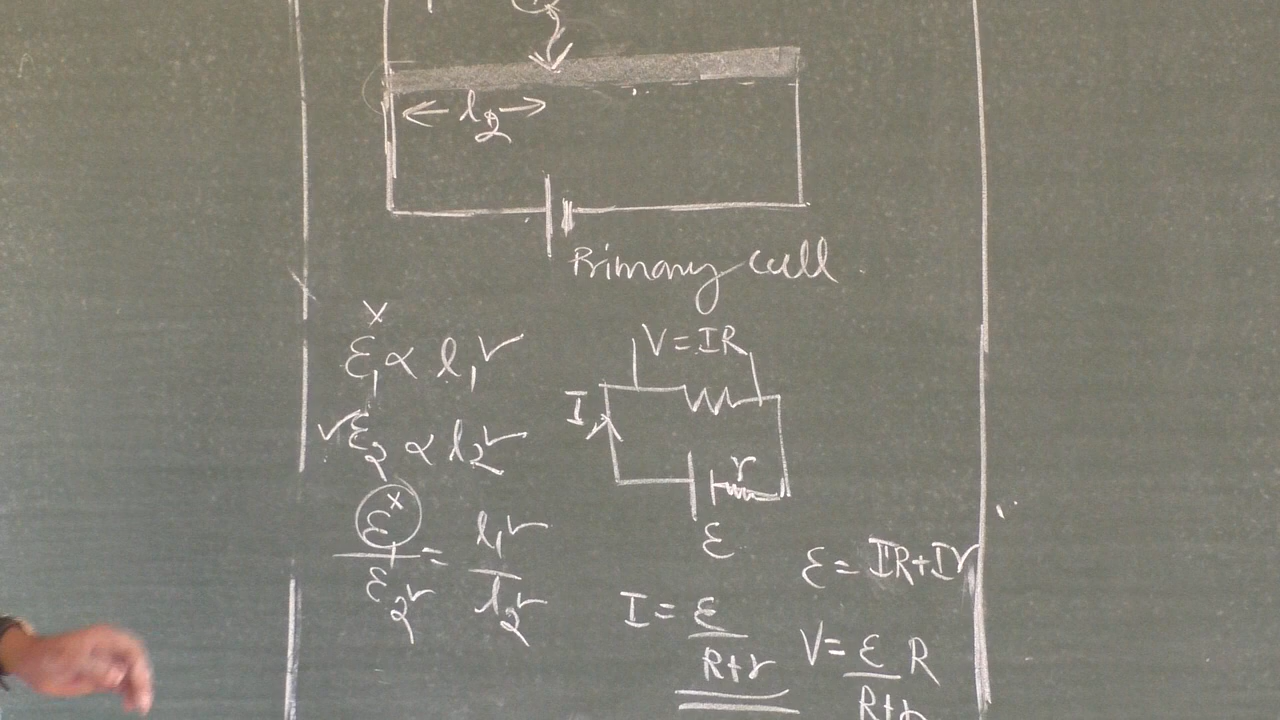 l₂
Primary cell
x
ε₁ ∝ l₁ ✓
✓ ε₂ ∝ l₂ ✓
ε₁ x / ε₂ ✓ = l₁ ✓ / l₂ ✓
V=IR
I
r
ε
ε = IR+Ir
I = ε / R+r
V = ε / R+r R